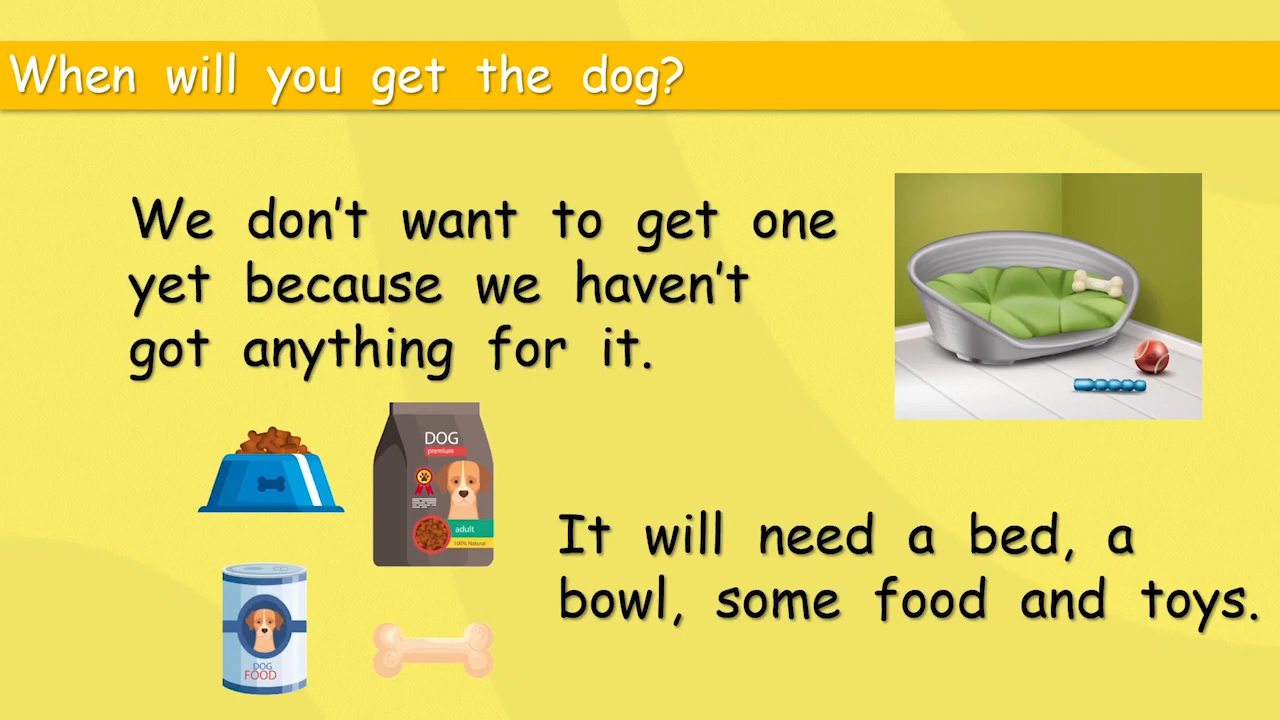 When will you get the dog?
We don't want to get one
yet because we haven't
got anything for it.
DOG
premium
adult
100% Natural
It will need a bed, a
bowl, some food and toys.
DOG
FOOD